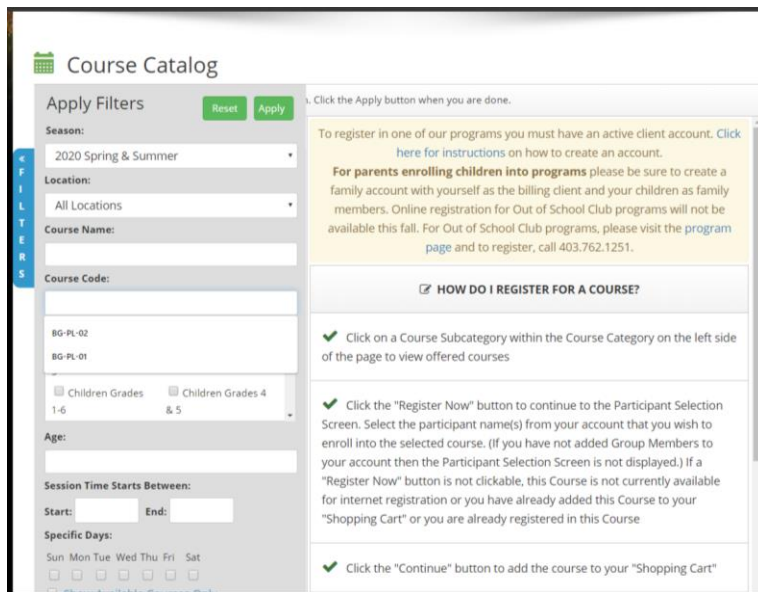 Course Catalog
Apply Filters
Reset
Apply
Season:
2020 Spring & Summer
Location:
All Locations
Course Name:
Course Code:
BG-PL-02
BG-PL-01
Children Grades
1-6
Children Grades 4
& 5
Age:
Session Time Starts Between:
Start:
End:
Specific Days:
Sun Mon Tue Wed Thu Fri Sat
FILTERS
. Click the Apply button when you are done.
To register in one of our programs you must have an active client account. Click
here for instructions on how to create an account.
For parents enrolling children into programs please be sure to create a
family account with yourself as the billing client and your children as family
members. Online registration for Out of School Club programs will not be
available this fall. For Out of School Club programs, please visit the program
page and to register, call 403.762.1251.
HOW DO I REGISTER FOR A COURSE?
Click on a Course Subcategory within the Course Category on the left side
of the page to view offered courses
Click the "Register Now" button to continue to the Participant Selection
Screen. Select the participant name(s) from your account that you wish to
enroll into the selected course. (If you have not added Group Members to
your account then the Participant Selection Screen is not displayed.) If a
"Register Now" button is not clickable, this Course is not currently available
for internet registration or you have already added this Course to your
"Shopping Cart" or you are already registered in this Course
Click the "Continue" button to add the course to your "Shopping Cart"